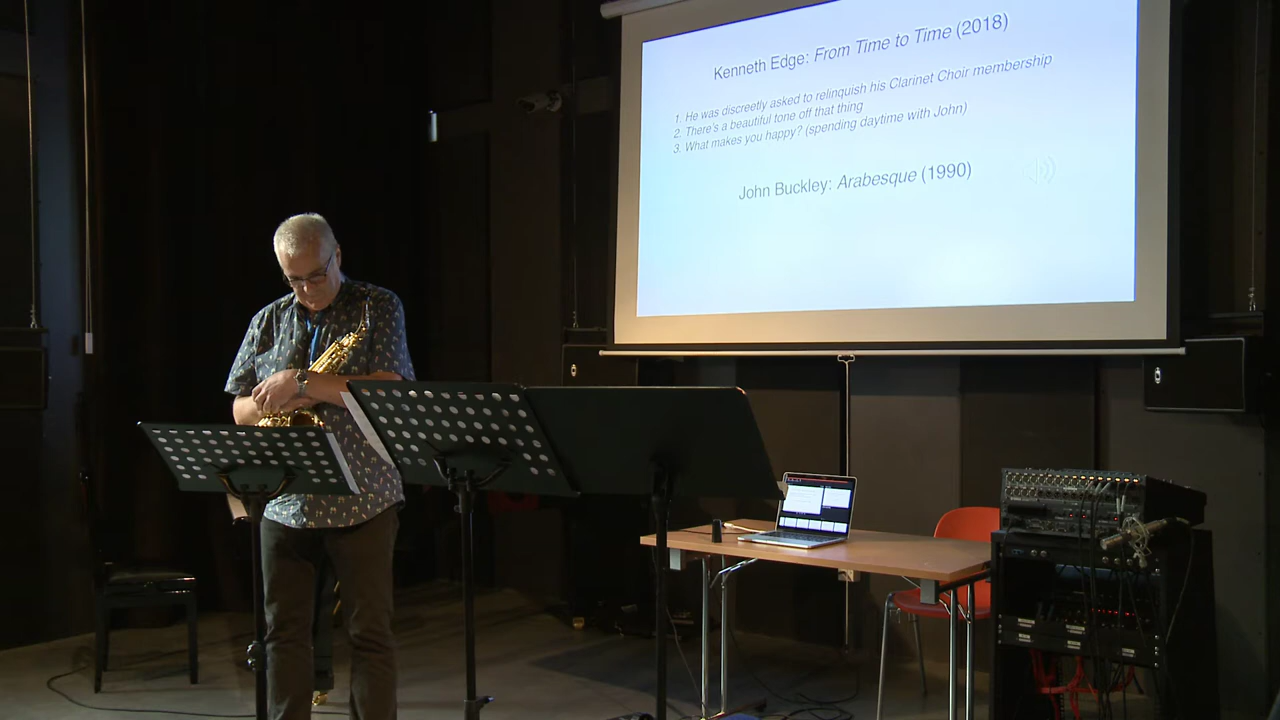 Kenneth Edge: From Time to Time (2018)
1. He was discreetly asked to relinquish his Clarinet Choir membership
2. There's a beautiful tone off that thing
3. What makes you happy? (spending daytime with John)
John Buckley: Arabesque (1990)